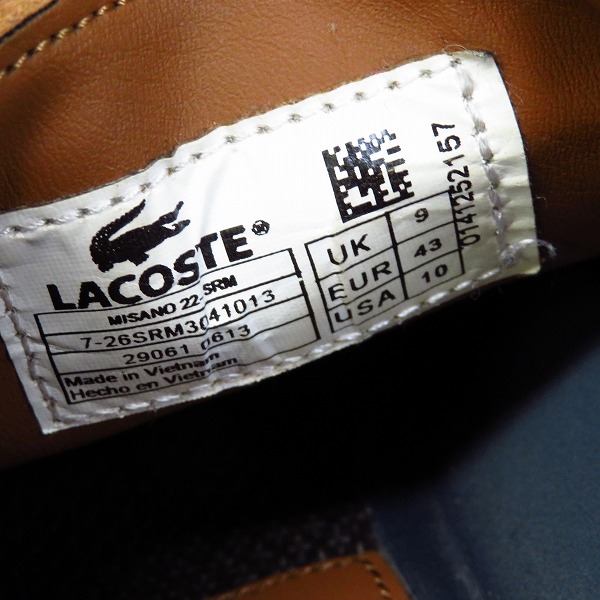 LACOSTE®
MISANO 22-SRM
7-26SRM3041013
29061 0613
Made in Vietnam
Hecho en Vietnam
UK 9
EUR 43
USA 10
0141252157